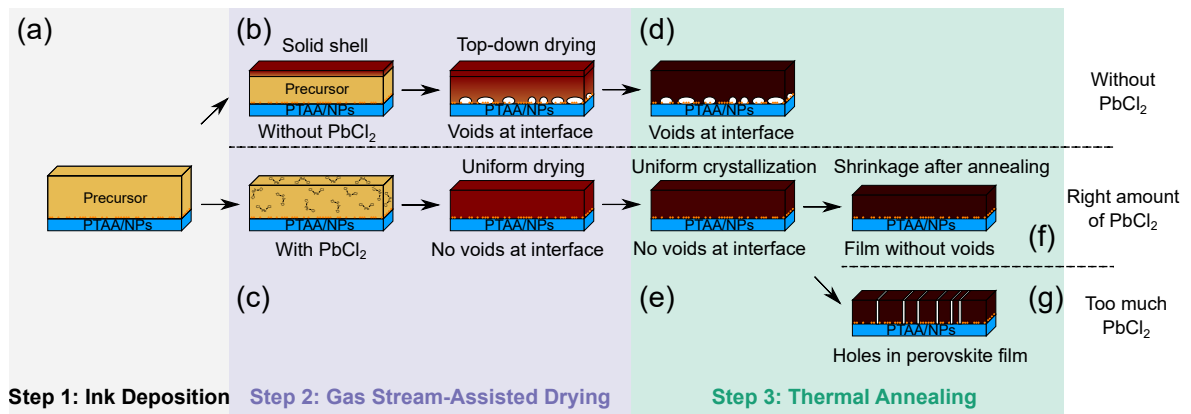 (a)
(b)
(d)
Solid shell
Top-down drying
Precursor
PTAA/NPs
PTAA/NPs
PTAA/NPs
Without PbCl₂
Voids at interface
Voids at interface
Without
PbCl₂
Uniform drying
Uniform crystallization
Shrinkage after annealing
Precursor
PTAA/NPs
PTAA/NPs
PTAA/NPs
PTAA/NPs
PTAA/NPs
With PbCl₂
No voids at interface
No voids at interface
Film without voids
(f)
Right amount
of PbCl₂
(c)
(e)
(g)
PTAA/NPs
Holes in perovskite film
Too much
PbCl₂
Step 1: Ink Deposition
Step 2: Gas Stream-Assisted Drying
Step 3: Thermal Annealing